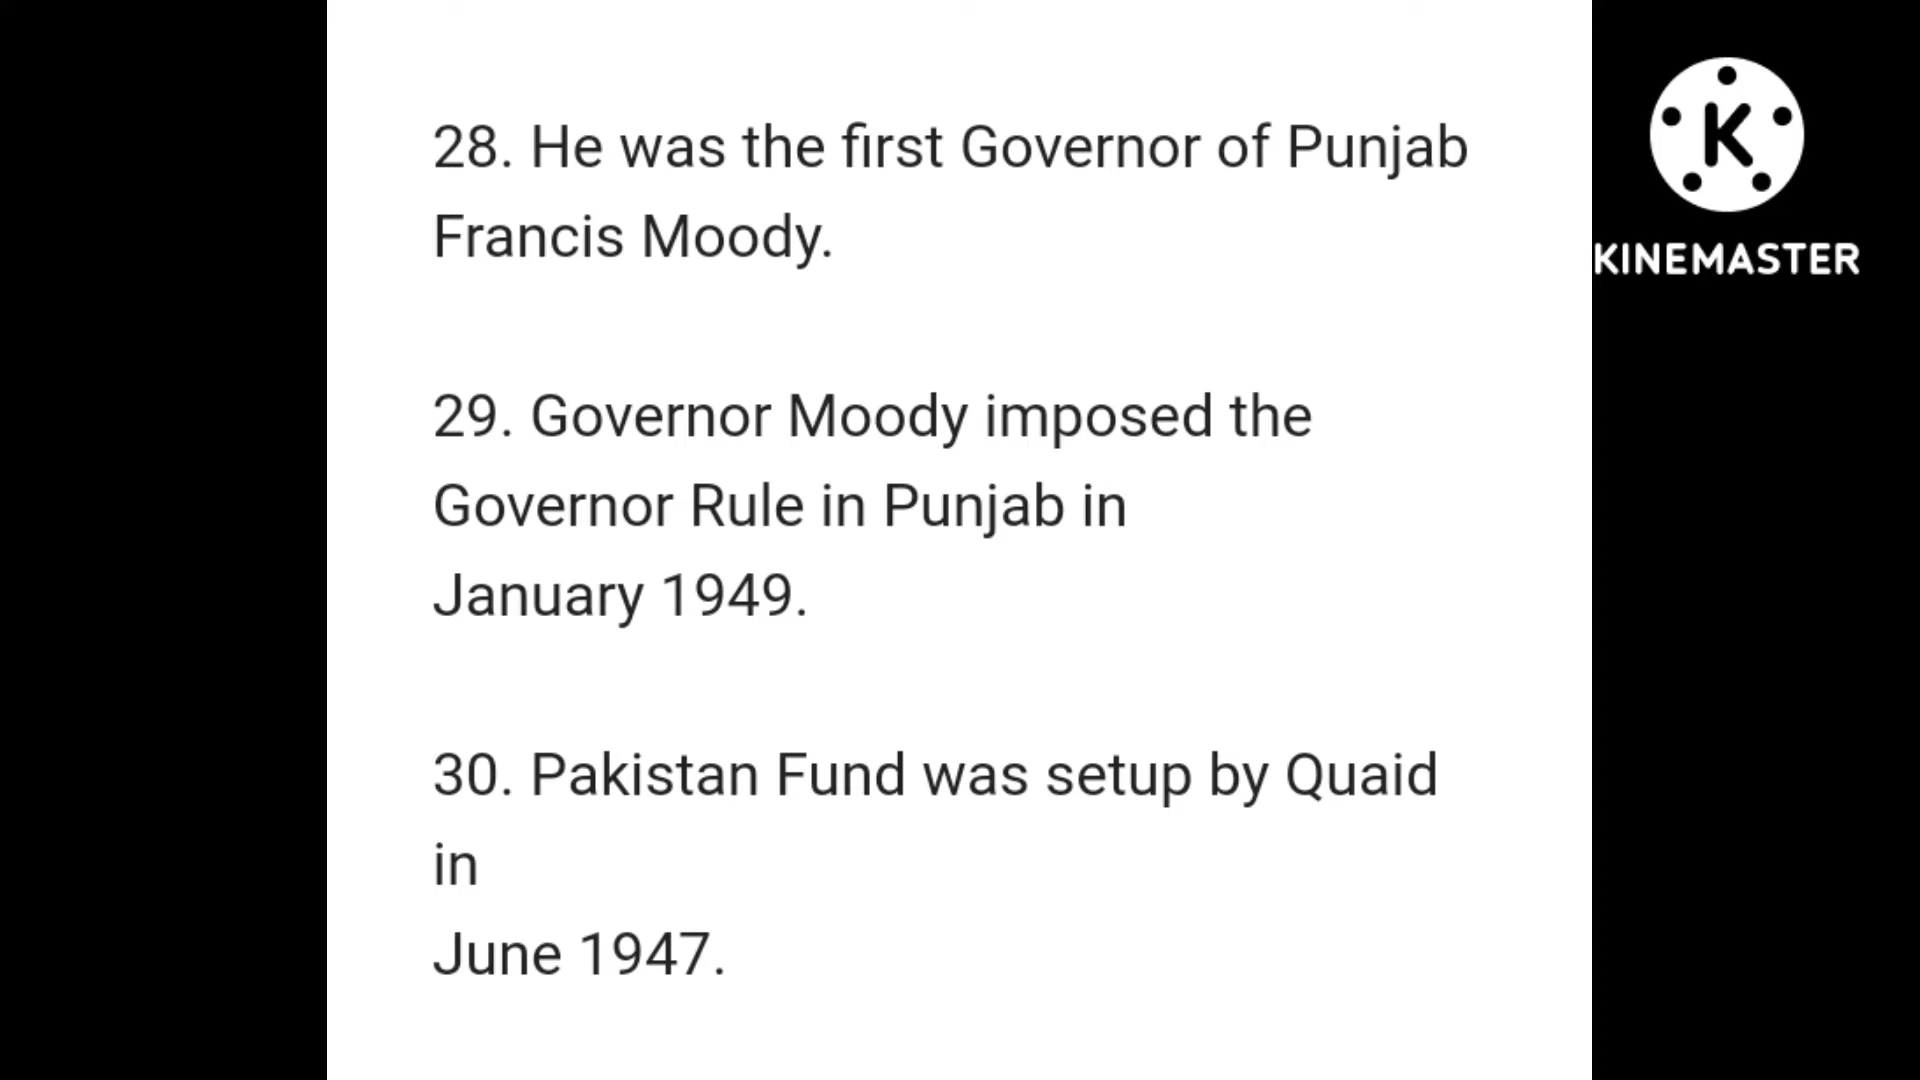 28. He was the first Governor of Punjab
Francis Moody.
29. Governor Moody imposed the
Governor Rule in Punjab in
January 1949.
30. Pakistan Fund was setup by Quaid
in
June 1947.
K
KINEMASTER